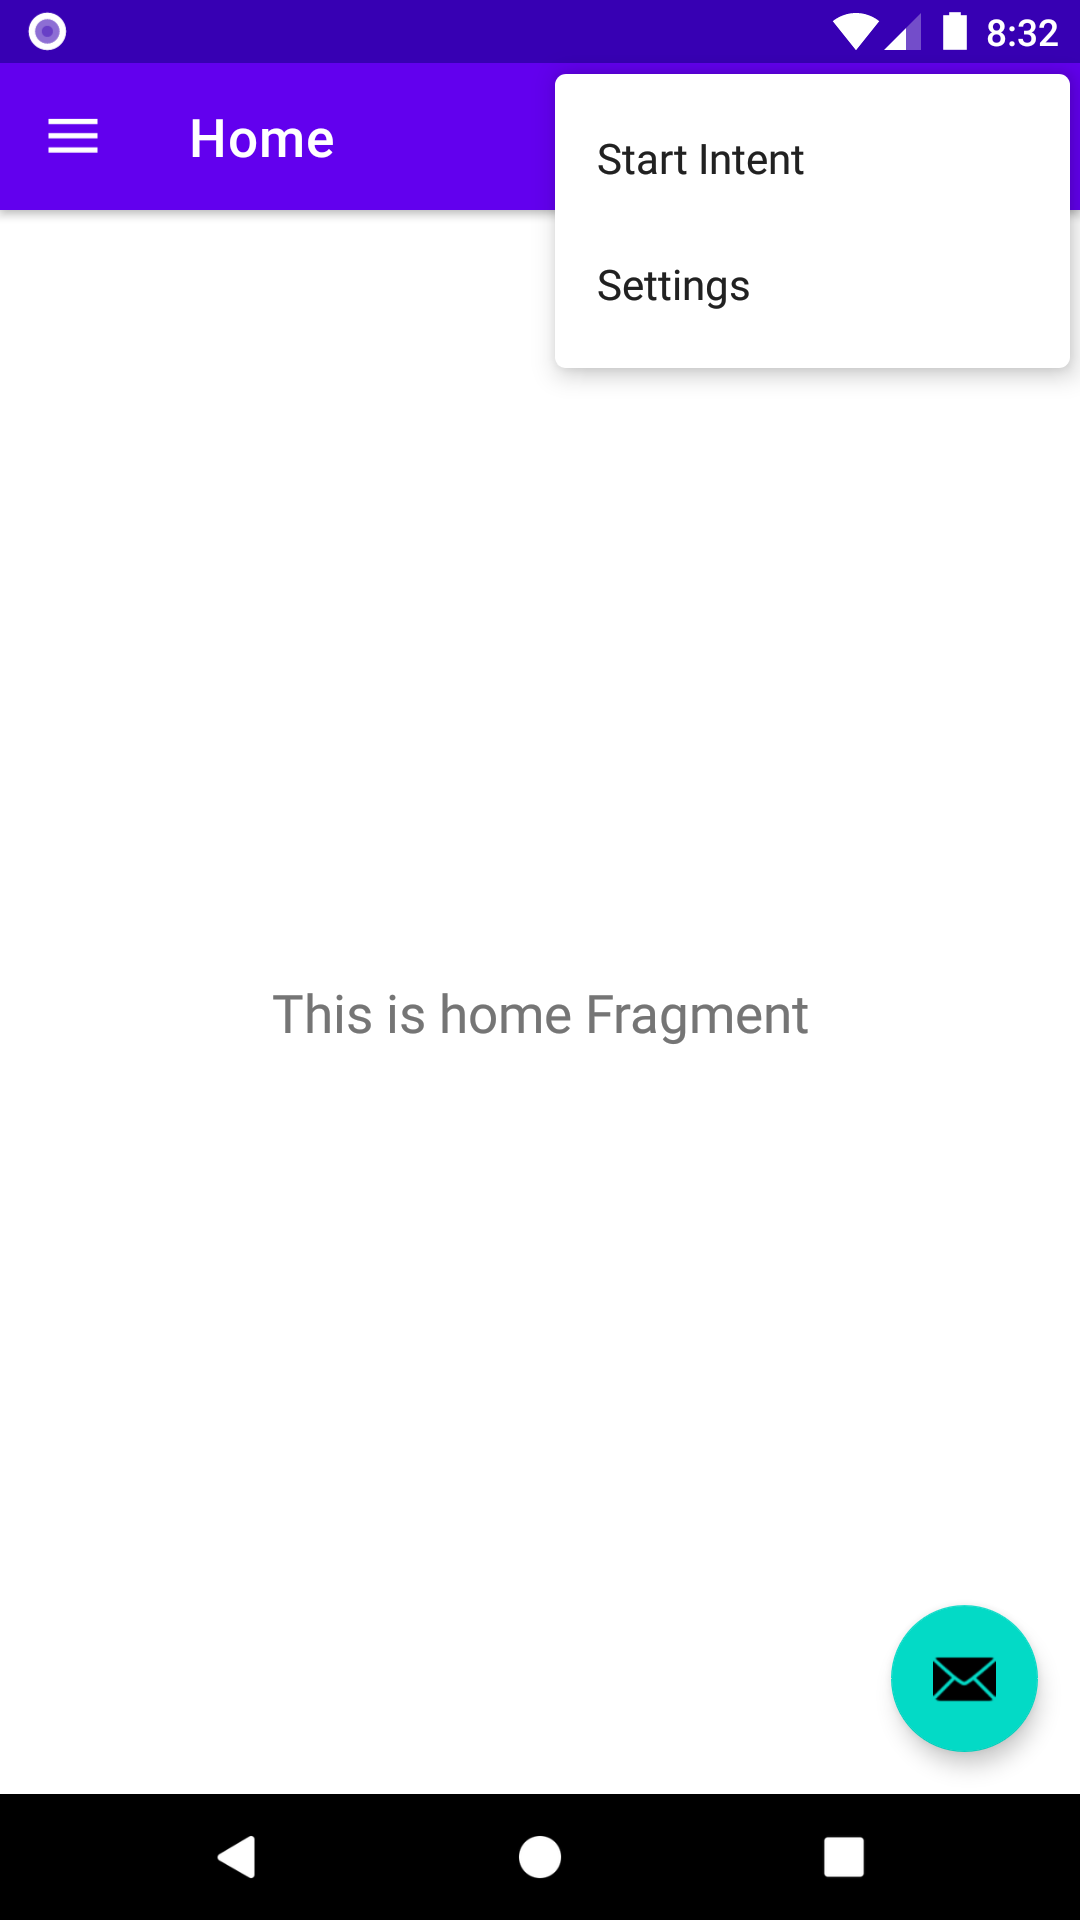 8:32
Home
Start Intent
Settings
This is home Fragment